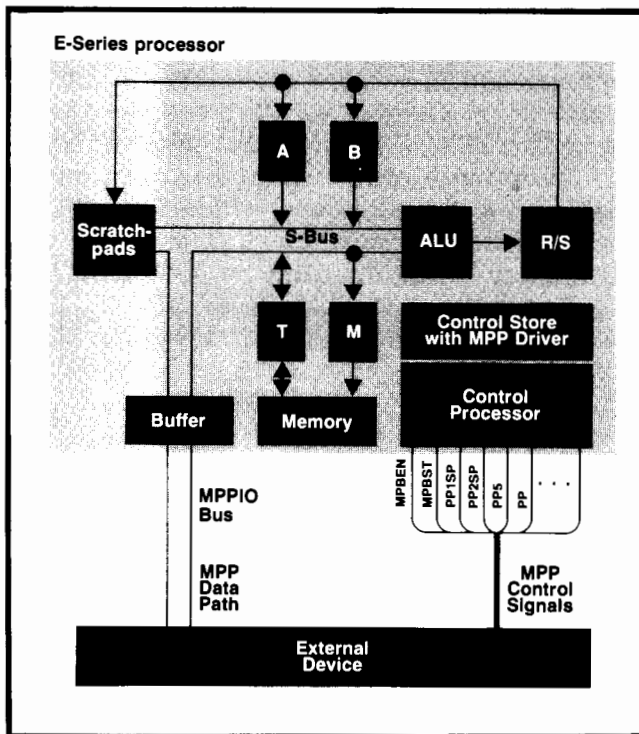 E-Series processor
A
B
Scratch-
pads
S-Bus
ALU
R/S
T
M
Control Store
with MPP Driver
Control
Processor
Buffer
Memory
MPBEN
MPBST
PP1SP
PP2SP
PP5
PP
. . .
MPPIO
Bus
MPP
Data
Path
MPP
Control
Signals
External
Device